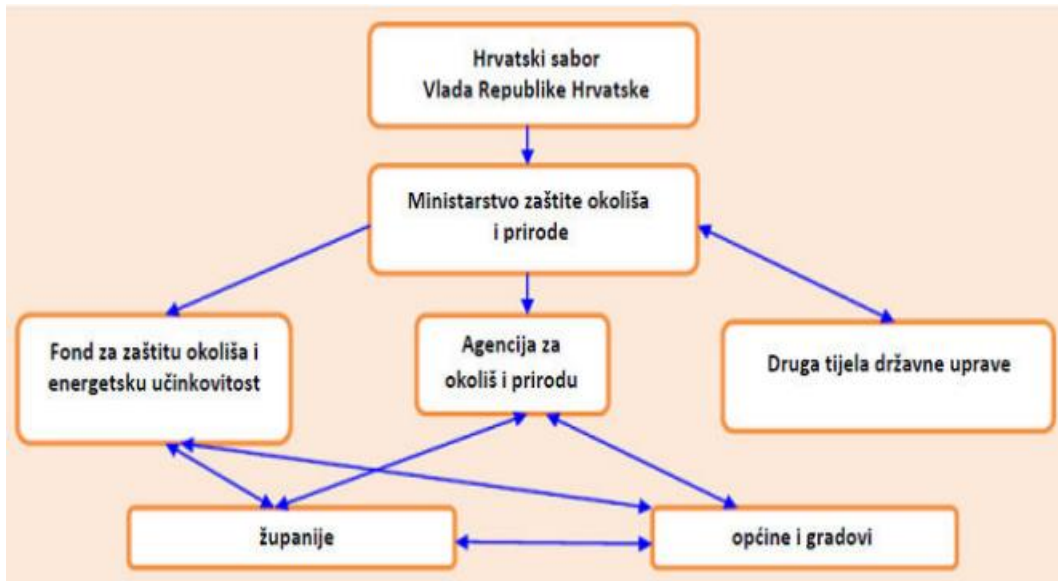 Hrvatski sabor
Vlada Republike Hrvatske
Ministarstvo zaštite okoliša
i prirode
Fond za zaštitu okoliša i
energetsku učinkovitost
Agencija za
okoliš i prirodu
Druga tijela državne uprave
županije
općine i gradovi